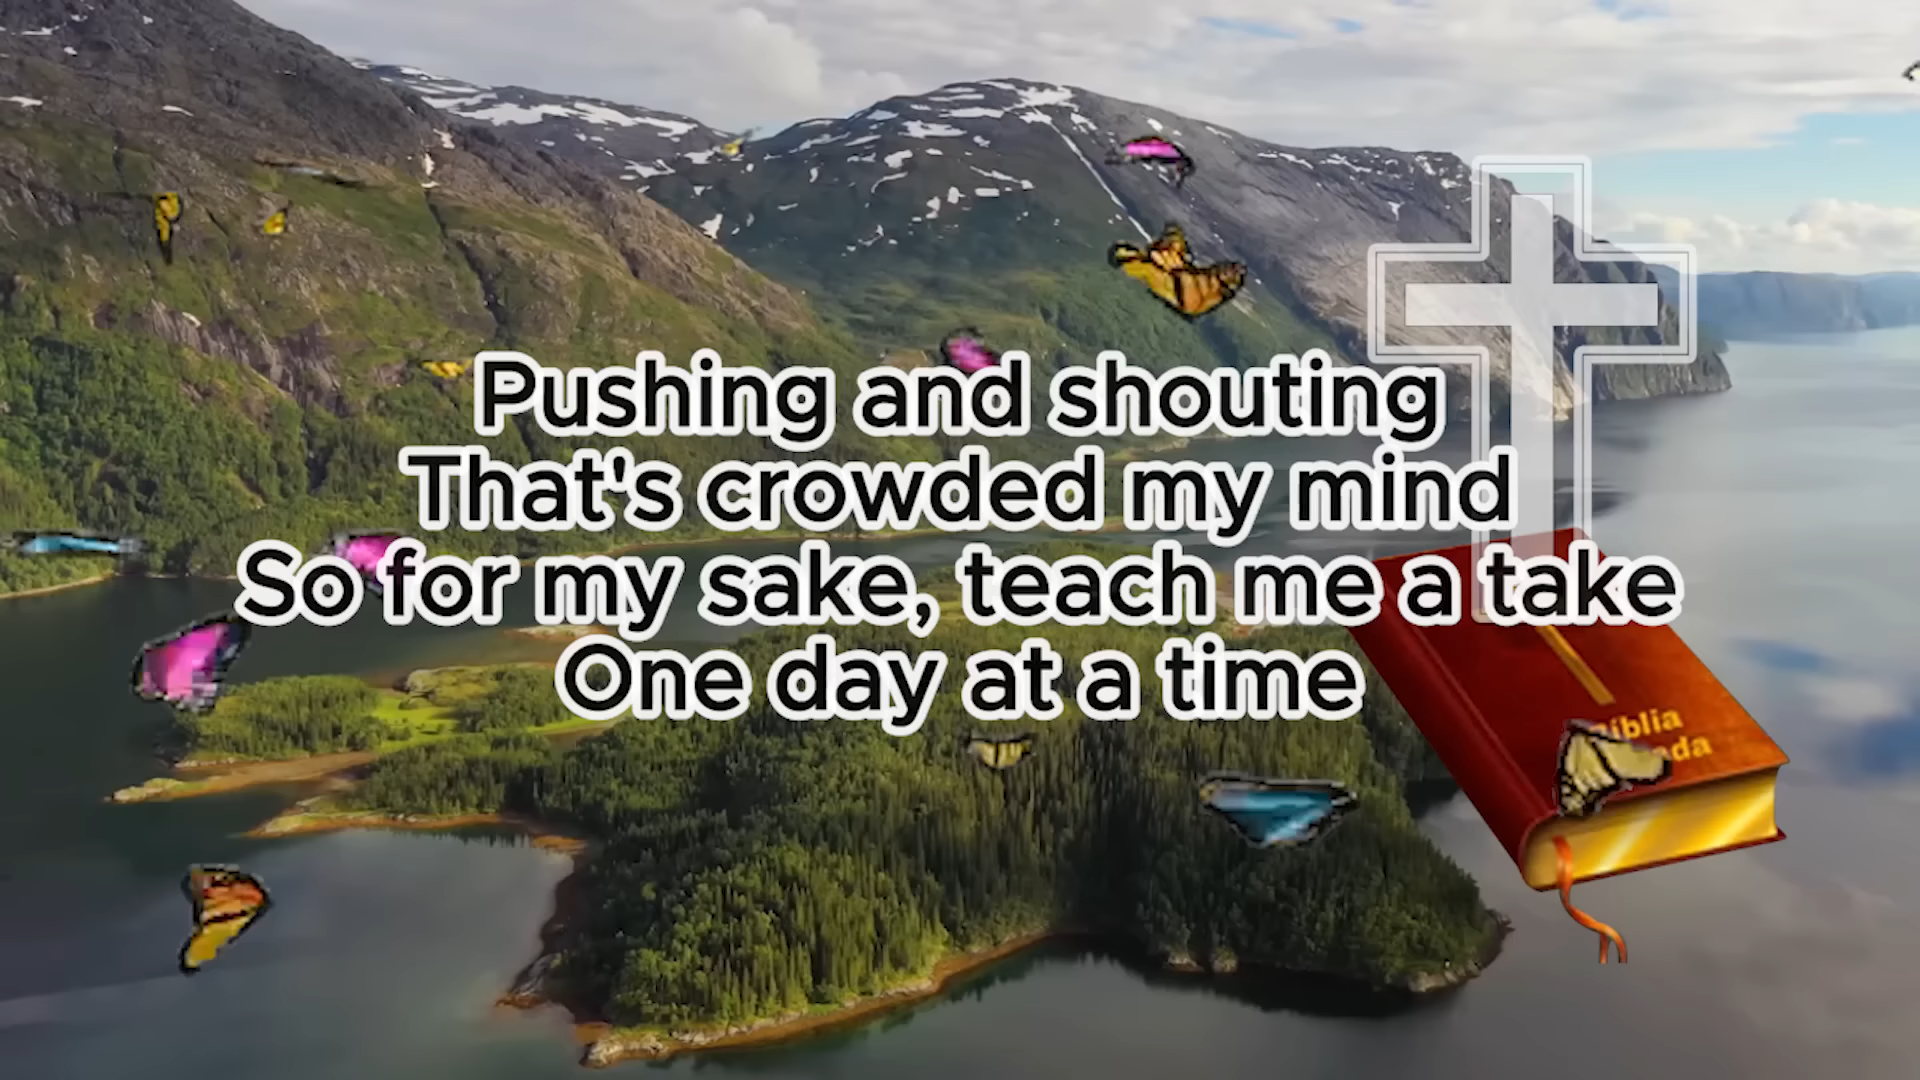 Pushing and shouting
That's crowded my mind
So for my sake, teach me a take
One day at a time